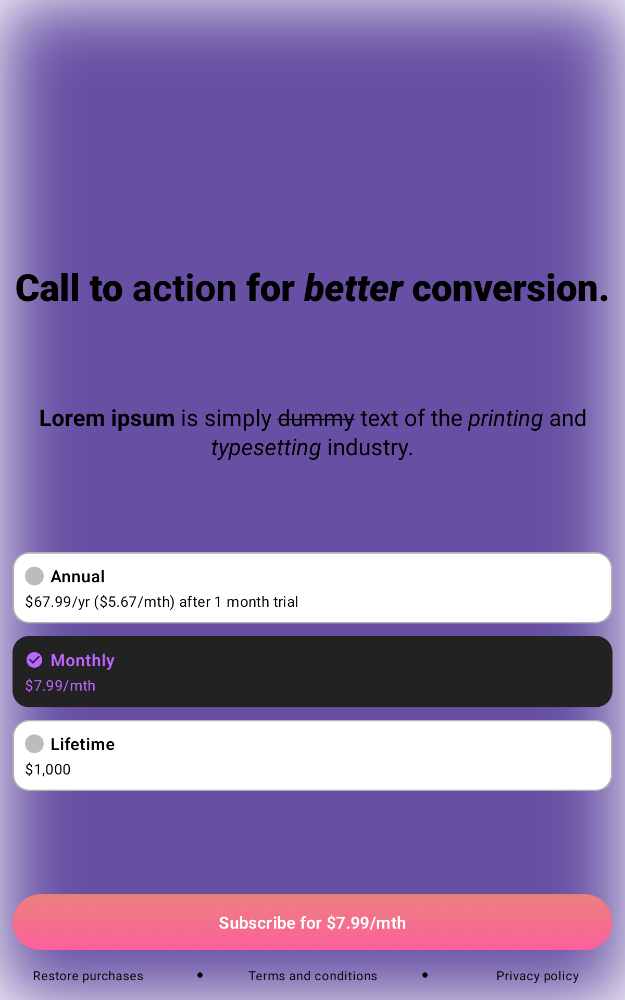 Call to action for better conversion.
Lorem ipsum is simply dummy text of the printing and
typesetting industry.
Annual
$67.99/yr ($5.67/mth) after 1 month trial
Monthly
$7.99/mth
Lifetime
$1,000
Subscribe for $7.99/mth
Restore purchases • Terms and conditions • Privacy policy